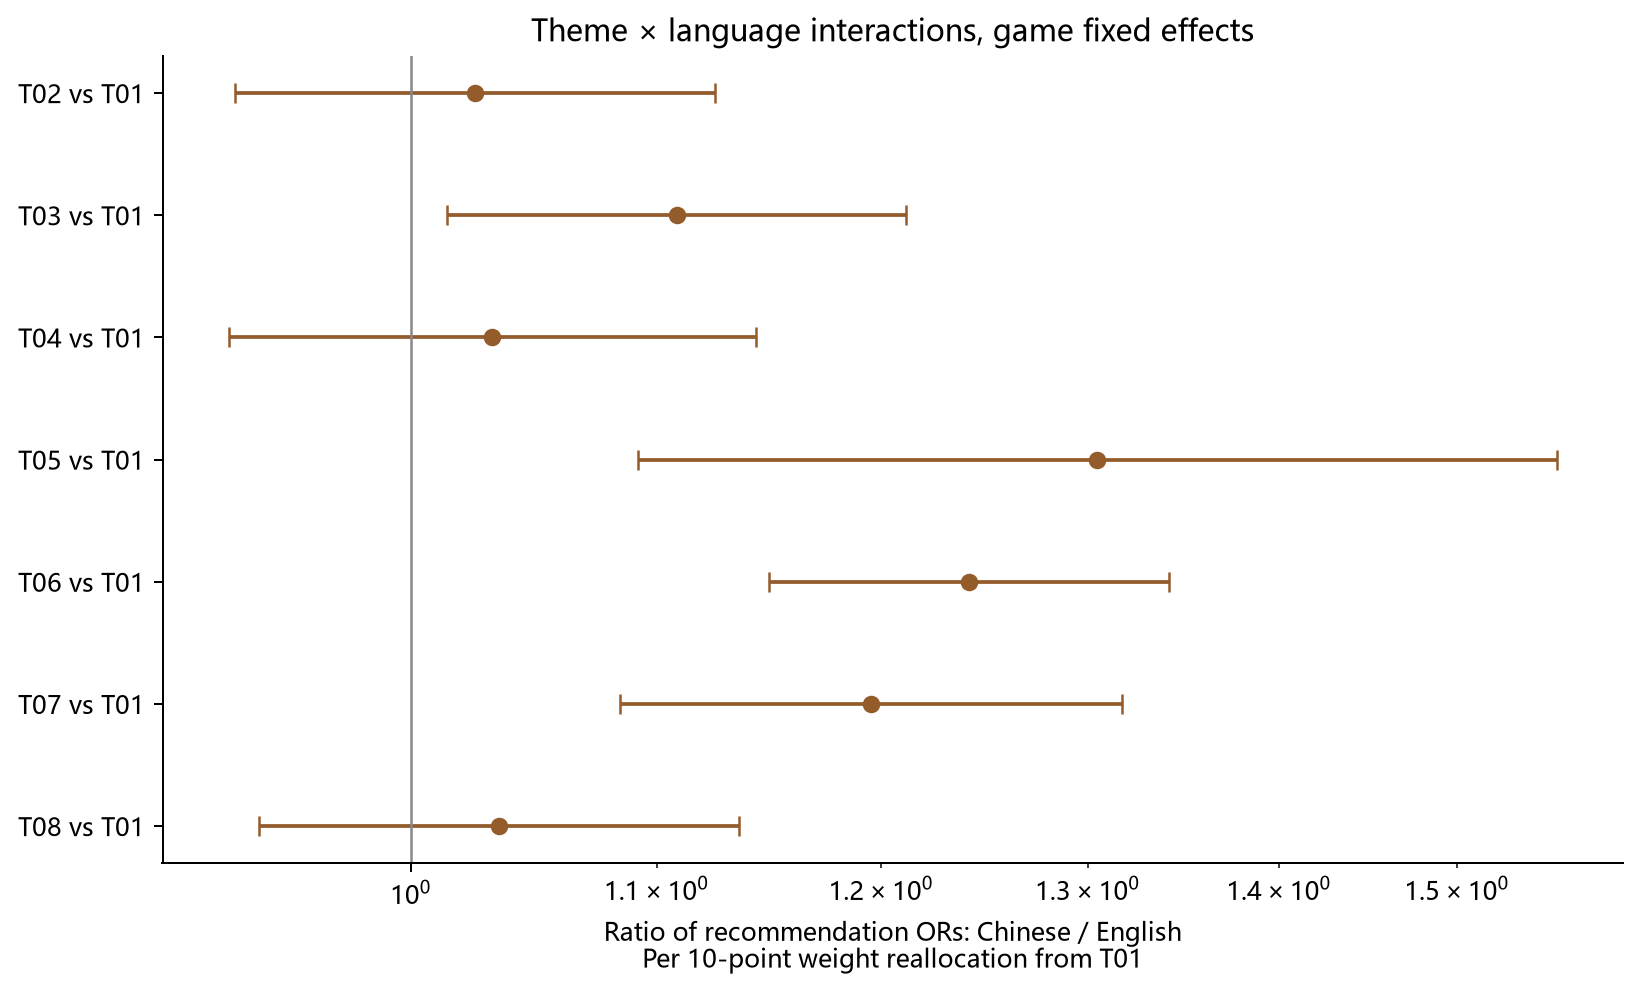 Theme × language interactions, game fixed effects
T02 vs T01
T03 vs T01
T04 vs T01
T05 vs T01
T06 vs T01
T07 vs T01
T08 vs T01
10⁰ 1.1 × 10⁰ 1.2 × 10⁰ 1.3 × 10⁰ 1.4 × 10⁰ 1.5 × 10⁰
Ratio of recommendation ORs: Chinese / English
Per 10-point weight reallocation from T01